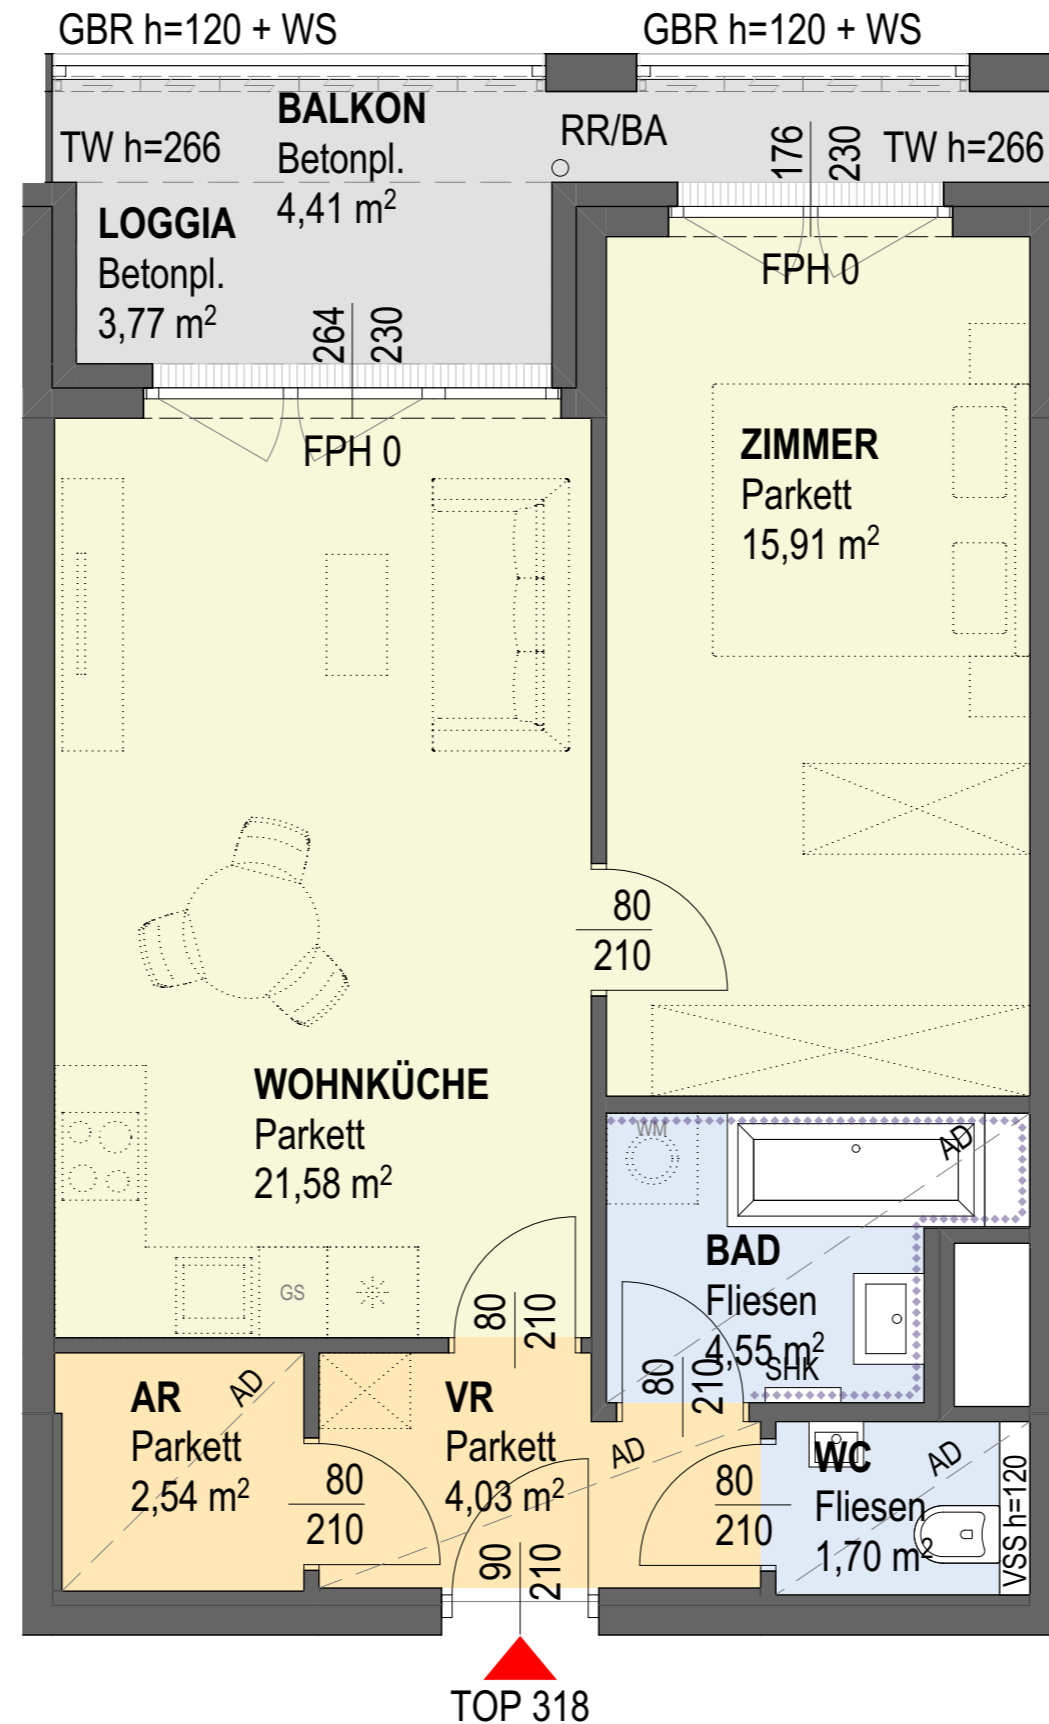 GBR h=120 + WS
GBR h=120 + WS
BALKON
Betonpl.
4,41 m²
TW h=266
RR/BA
176
230
TW h=266
LOGGIA
Betonpl.
3,77 m²
264
230
FPH 0
FPH 0
ZIMMER
Parkett
15,91 m²
80
210
WOHNKÜCHE
Parkett
21,58 m²
GS
80
210
WM
AD
BAD
Fliesen
4,55 m²
SHK
80
210
AR
Parkett
2,54 m²
AD
80
210
VR
Parkett
4,03 m²
AD
90
210
80
210
WC
Fliesen
1,70 m²
AD
VSS h=120
TOP 318